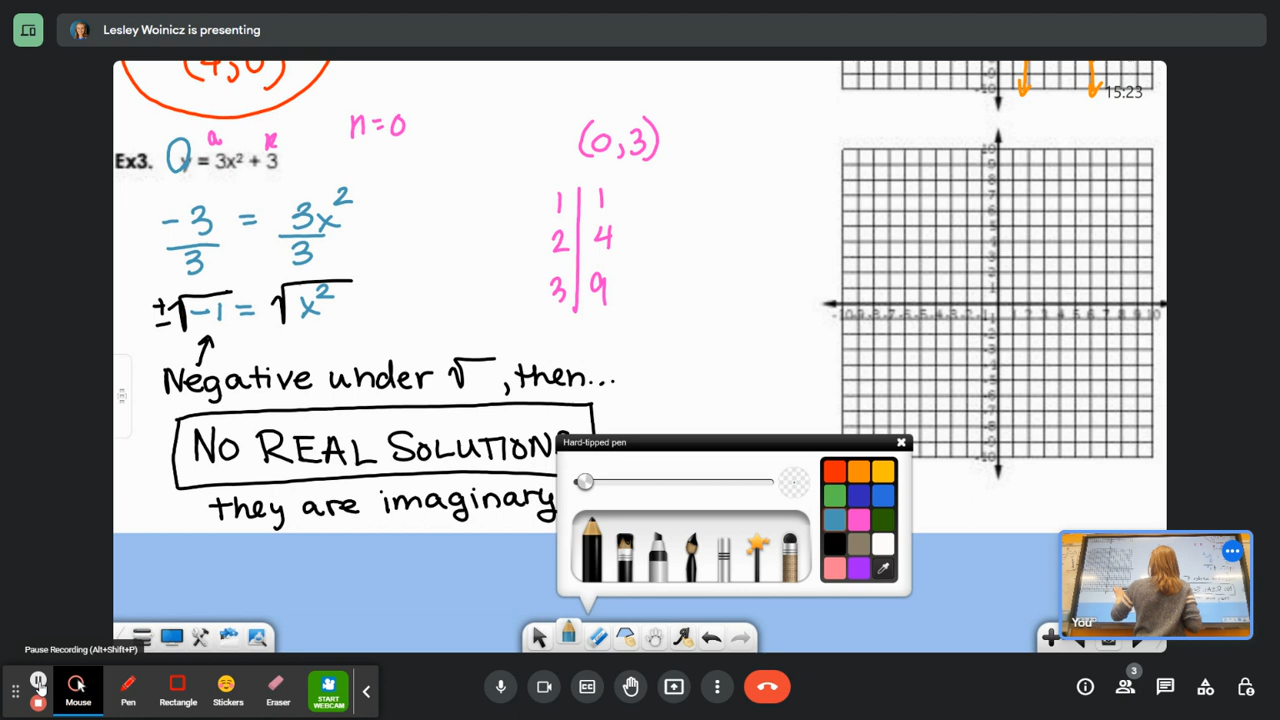 Lesley Woinicz is presenting
(4,0)
15:23
n=0
(0,3)
a
k
Ex3. 0 = 3x² + 3
-3 = 3x²
3 3
1 | 1
2 | 4
3 | 9
±√-1 = √x²
Negative under √ , then...
NO REAL SOLUTIONS
they are imaginary
Hard-tipped pen
You
Pause Recording (Alt+Shift+P)
Mouse
Pen
Rectangle
Stickers
Eraser
START
WEBCAM
CC
3